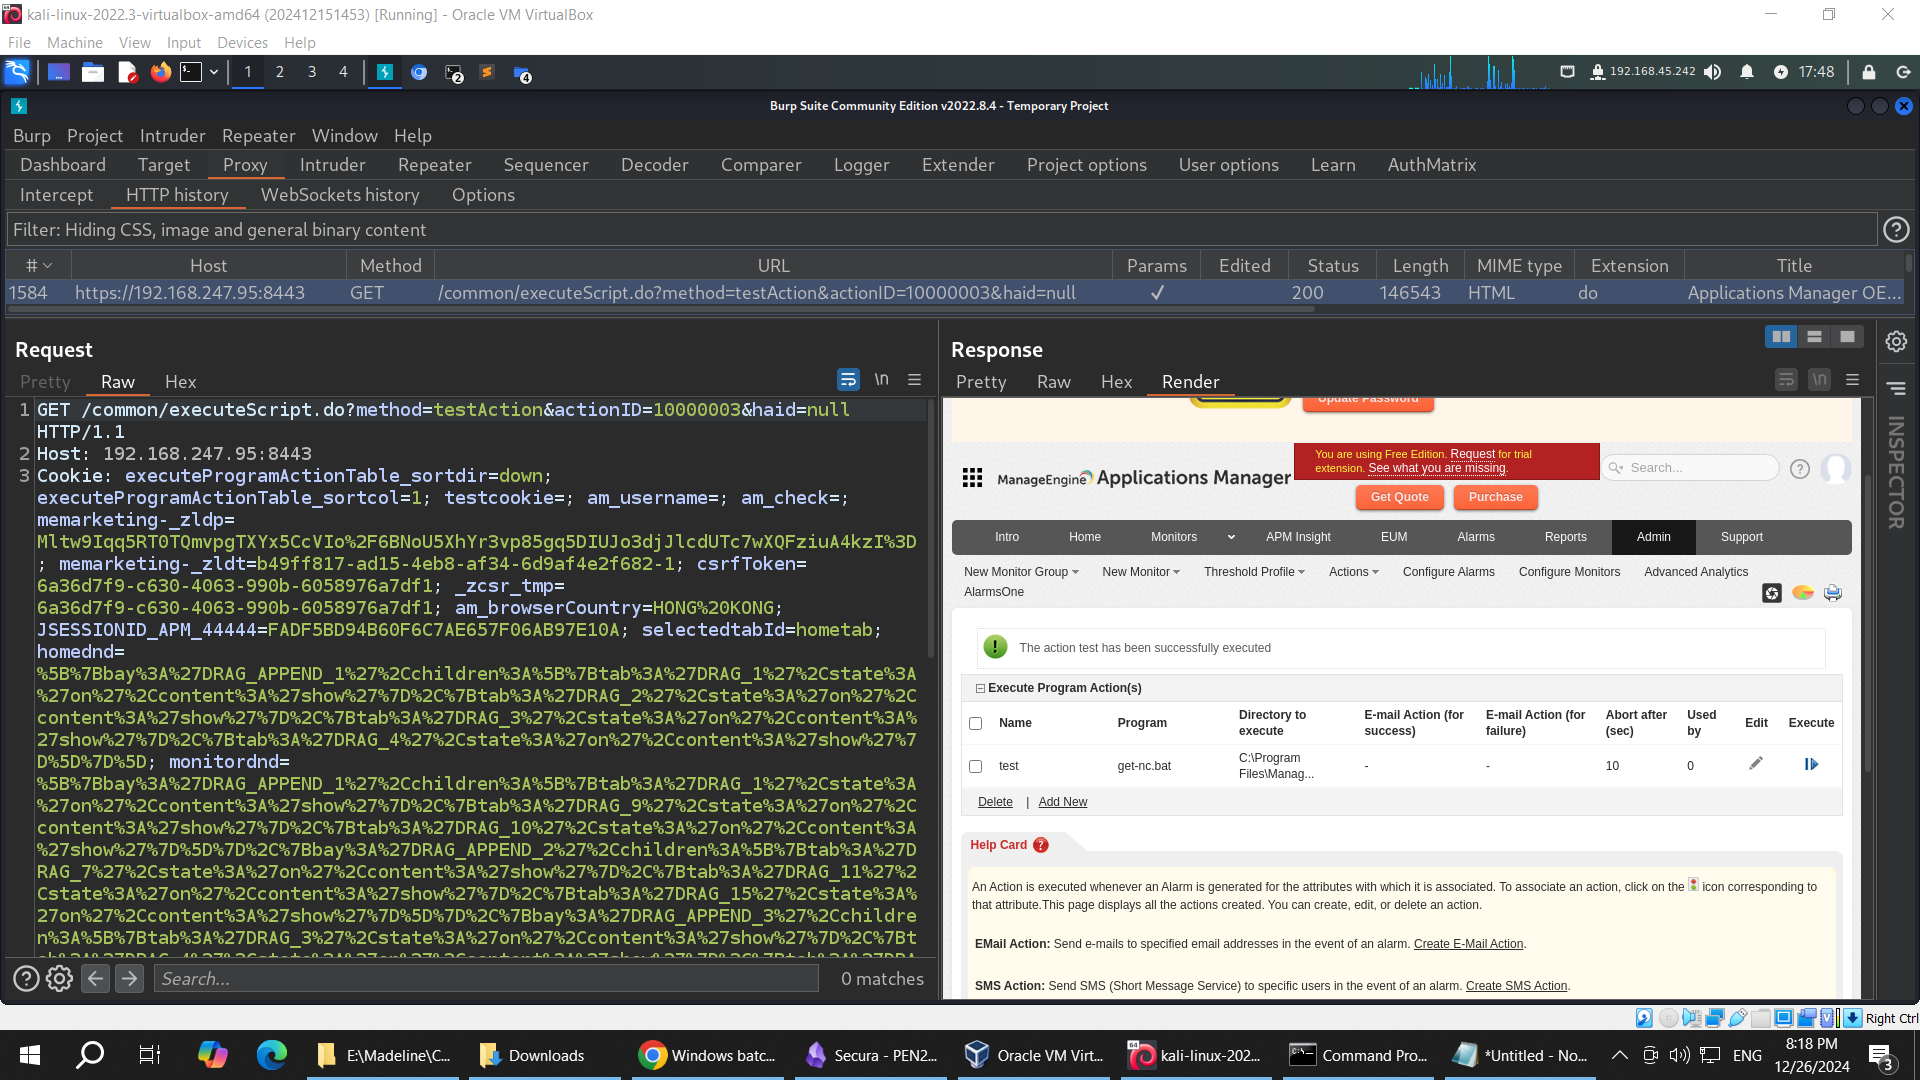 kali-linux-2022.3-virtualbox-amd64 (202412151453) [Running] - Oracle VM VirtualBox
File Machine View Input Devices Help
1 2 3 4 2 4 192.168.45.242 17:48
Burp Suite Community Edition v2022.8.4 - Temporary Project
Burp Project Intruder Repeater Window Help
Dashboard Target Proxy Intruder Repeater Sequencer Decoder Comparer Logger Extender Project options User options Learn AuthMatrix
Intercept HTTP history WebSockets history Options
Filter: Hiding CSS, image and general binary content
# Host Method URL Params Edited Status Length MIME type Extension Title
1584 https://192.168.247.95:8443 GET /common/executeScript.do?method=testAction&actionID=10000003&haid=null ✓ 200 146543 HTML do Applications Manager OE...
Request
Pretty Raw Hex
\n
1 GET /common/executeScript.do?method=testAction&actionID=10000003&haid=null
HTTP/1.1
2 Host: 192.168.247.95:8443
3 Cookie: executeProgramActionTable_sortdir=down;
executeProgramActionTable_sortcol=1; testcookie=; am_username=; am_check=;
memarketing-_zldp=
Mltw9Iqq5RT0TQmvpgTXYx5CcVIo%2F6BNoU5XhYr3vp85gq5DIUJo3djJlcdUTc7wXQFziuA4kzI%3D
; memarketing-_zldt=b49ff817-ad15-4eb8-af34-6d9af4e2f682-1; csrfToken=
6a36d7f9-c630-4063-990b-6058976a7df1; _zcsr_tmp=
6a36d7f9-c630-4063-990b-6058976a7df1; am_browserCountry=HONG%20KONG;
JSESSIONID_APM_44444=FADF5BD94B60F6C7AE657F06AB97E10A; selectedtabId=hometab;
homednd=
%5B%7Bbay%3A%27DRAG_APPEND_1%27%2Cchildren%3A%5B%7Btab%3A%27DRAG_1%27%2Cstate%3A
%27on%27%2Ccontent%3A%27show%27%7D%2C%7Btab%3A%27DRAG_2%27%2Cstate%3A%27on%27%2C
content%3A%27show%27%7D%2C%7Btab%3A%27DRAG_3%27%2Cstate%3A%27on%27%2Ccontent%3A%
27show%27%7D%2C%7Btab%3A%27DRAG_4%27%2Cstate%3A%27on%27%2Ccontent%3A%27show%27%7
D%5D%7D%5D; monitordnd=
%5B%7Bbay%3A%27DRAG_APPEND_1%27%2Cchildren%3A%5B%7Btab%3A%27DRAG_1%27%2Cstate%3A
%27on%27%2Ccontent%3A%27show%27%7D%2C%7Btab%3A%27DRAG_9%27%2Cstate%3A%27on%27%2C
content%3A%27show%27%7D%2C%7Btab%3A%27DRAG_10%27%2Cstate%3A%27on%27%2Ccontent%3A
%27show%27%7D%5D%7D%2C%7Bbay%3A%27DRAG_APPEND_2%27%2Cchildren%3A%5B%7Btab%3A%27D
RAG_7%27%2Cstate%3A%27on%27%2Ccontent%3A%27show%27%7D%2C%7Btab%3A%27DRAG_11%27%2
Cstate%3A%27on%27%2Ccontent%3A%27show%27%7D%2C%7Btab%3A%27DRAG_15%27%2Cstate%3A%
27on%27%2Ccontent%3A%27show%27%7D%5D%7D%2C%7Bbay%3A%27DRAG_APPEND_3%27%2Cchildre
n%3A%5B%7Btab%3A%27DRAG_3%27%2Cstate%3A%27on%27%2Ccontent%3A%27show%27%7D%2C%7Bt
Search... 0 matches
Response
Pretty Raw Hex Render
\n
Update Password
ManageEngine Applications Manager
You are using Free Edition. Request for trial
extension. See what you are missing.
Get Quote Purchase
Search...
Intro Home Monitors APM Insight EUM Alarms Reports Admin Support
New Monitor Group New Monitor Threshold Profile Actions Configure Alarms Configure Monitors Advanced Analytics
AlarmsOne
The action test has been successfully executed
Execute Program Action(s)
Name Program Directory to execute E-mail Action (for success) E-mail Action (for failure) Abort after (sec) Used by Edit Execute
test get-nc.bat C:\Program Files\Manag... - - 10 0
Delete | Add New
Help Card
An Action is executed whenever an Alarm is generated for the attributes with which it is associated. To associate an action, click on the icon corresponding to
that attribute.This page displays all the actions created. You can create, edit, or delete an action.
EMail Action: Send e-mails to specified email addresses in the event of an alarm. Create E-Mail Action.
SMS Action: Send SMS (Short Message Service) to specific users in the event of an alarm. Create SMS Action.
INSPECTOR
Right Ctrl
E:\Madeline\C... Downloads Windows batc... Secura - PEN2... Oracle VM Virt... kali-linux-202... Command Pro... *Untitled - No... ENG
8:18 PM
12/26/2024
3